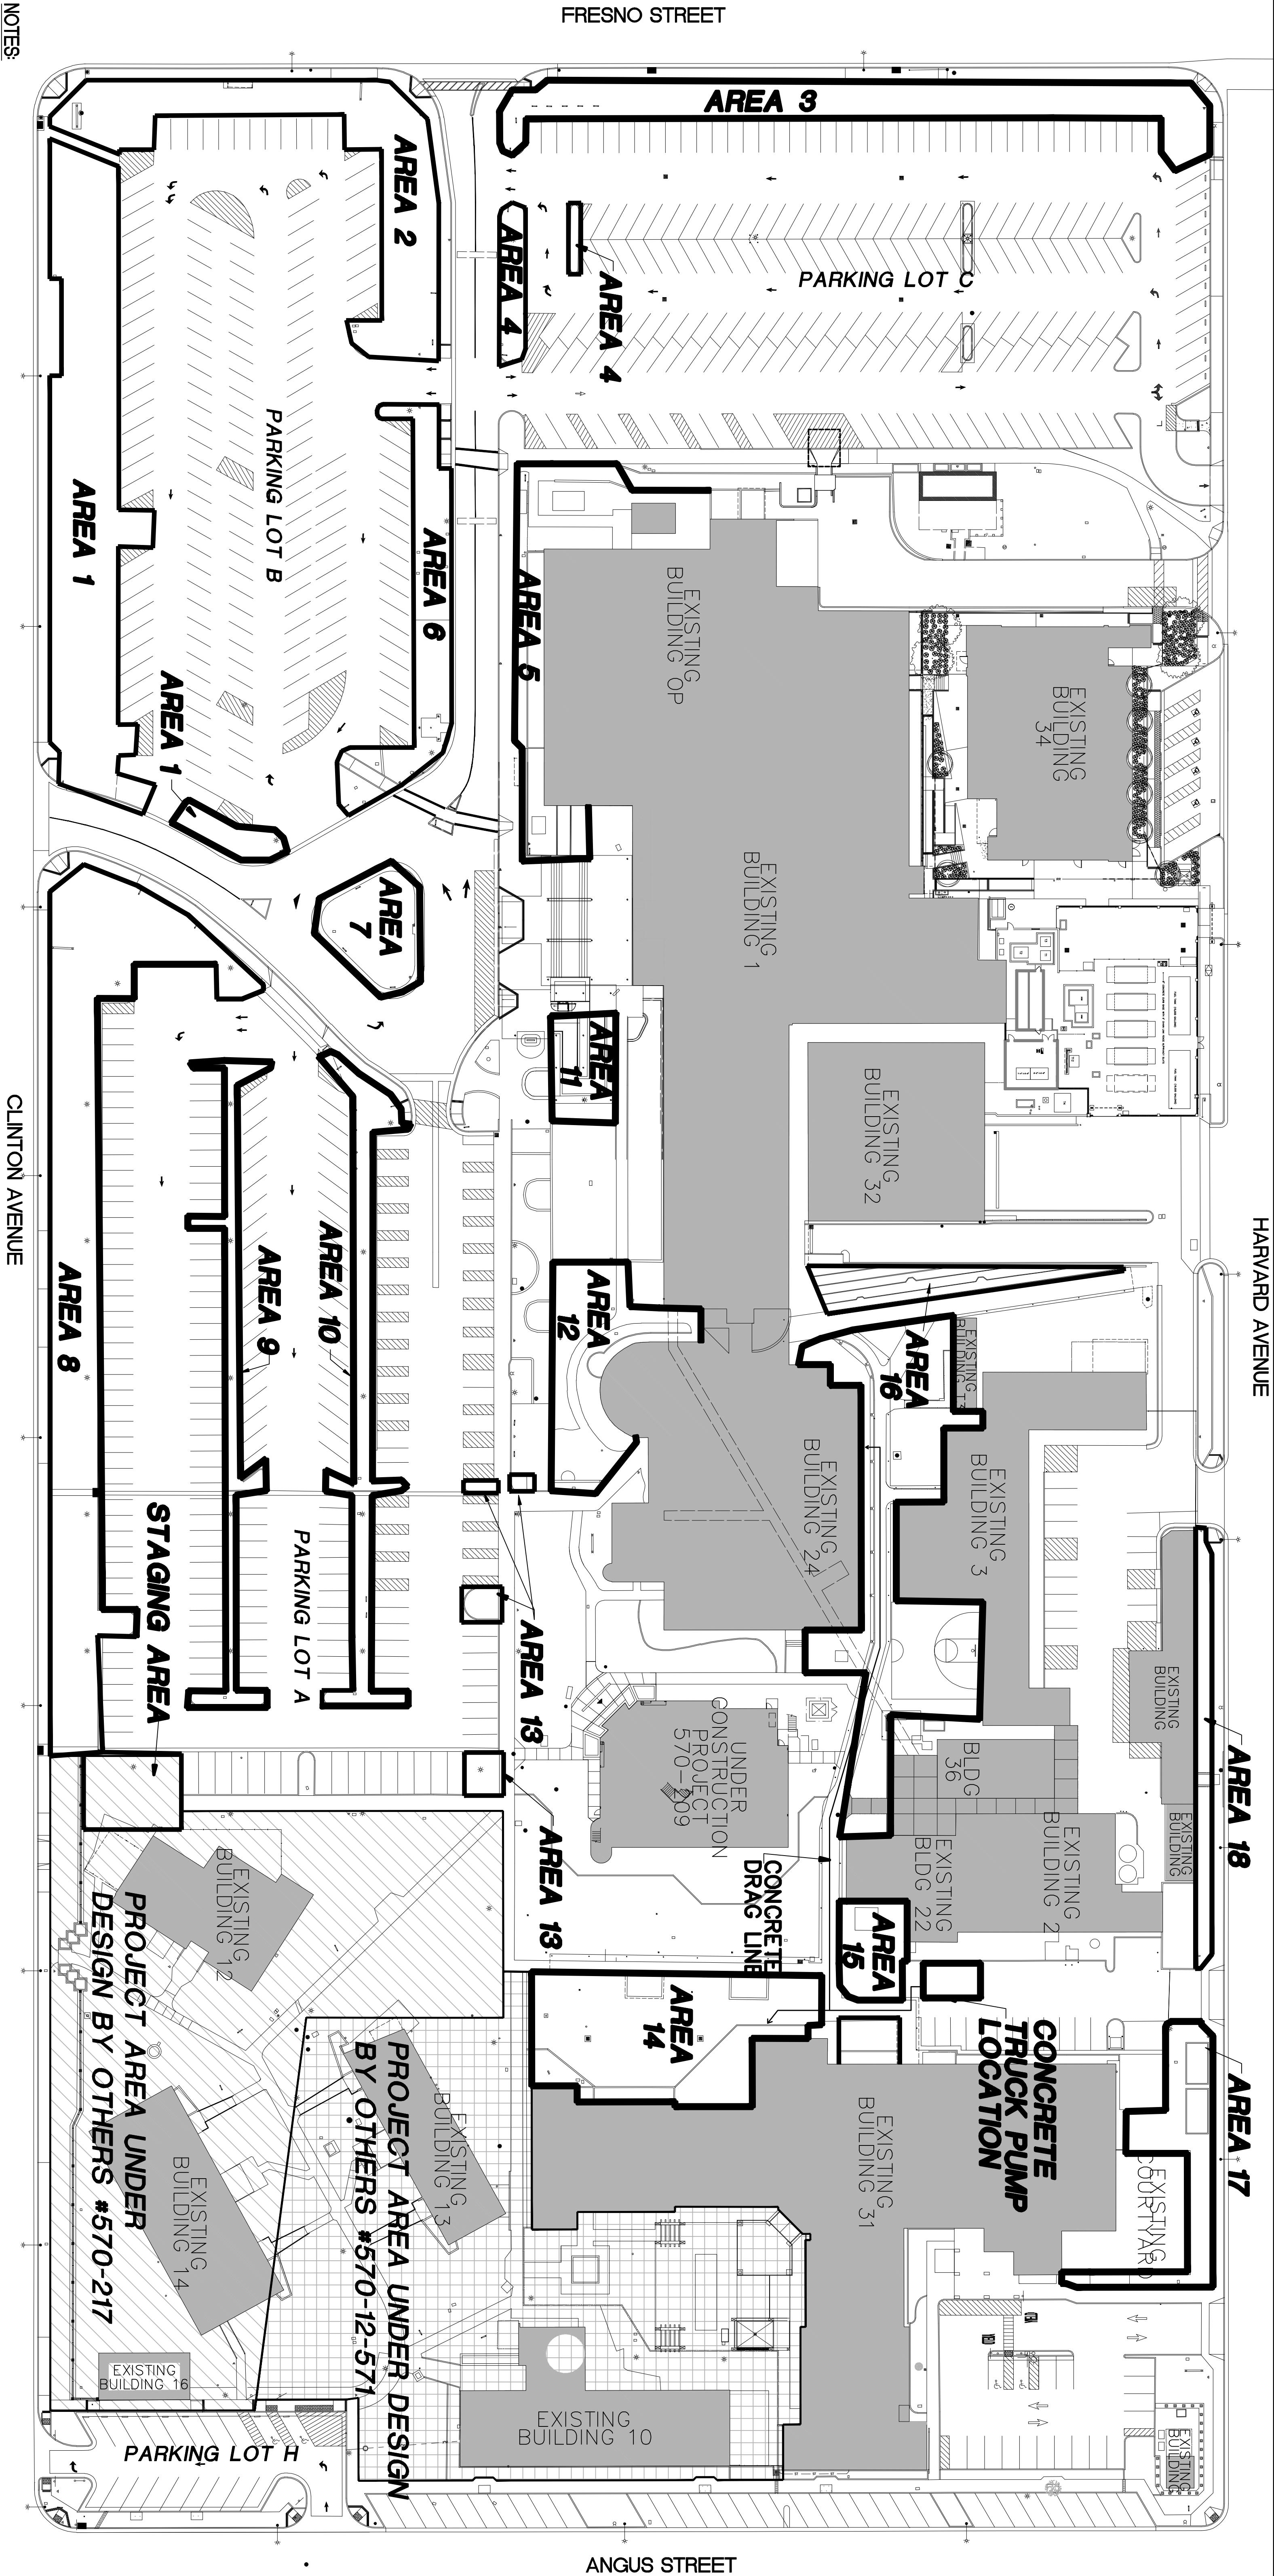 FRESNO STREET
NOTES:
AREA 3
AREA 2
AREA 4
AREA 4
PARKING LOT C
PARKING LOT B
AREA 1
AREA 6
AREA 5
AREA 1
EXISTING
BUILDING OP
EXISTING
BUILDING
34
EXISTING
BUILDING 1
AREA
7
AREA
11
EXISTING
BUILDING 32
CLINTON AVENUE
HARVARD AVENUE
AREA 8
AREA 9
AREA 10
AREA
12
AREA
16
EXISTING
BUILDING T3
EXISTING
BUILDING 24
EXISTING
BUILDING 3
STAGING AREA
PARKING LOT A
AREA 13
AREA 13
UNDER
CONSTRUCTION
PROJECT
570-209
BLDG
36
EXISTING
BUILDING
AREA 18
EXISTING
BUILDING
EXISTING
BUILDING 2
EXISTING
BLDG 22
CONCRETE
DRAG LINE
AREA
15
AREA
14
CONCRETE
TRUCK PUMP
LOCATION
AREA 17
EXISTING
COURTYARD
EXISTING
BUILDING 12
PROJECT AREA UNDER
DESIGN BY OTHERS #570-217
EXISTING
BUILDING 13
PROJECT AREA UNDER DESIGN
BY OTHERS #570-12-571
EXISTING
BUILDING 14
EXISTING
BUILDING 31
EXISTING
BUILDING 16
EXISTING
BUILDING 10
EXISTING
BUILDING
PARKING LOT H
ANGUS STREET